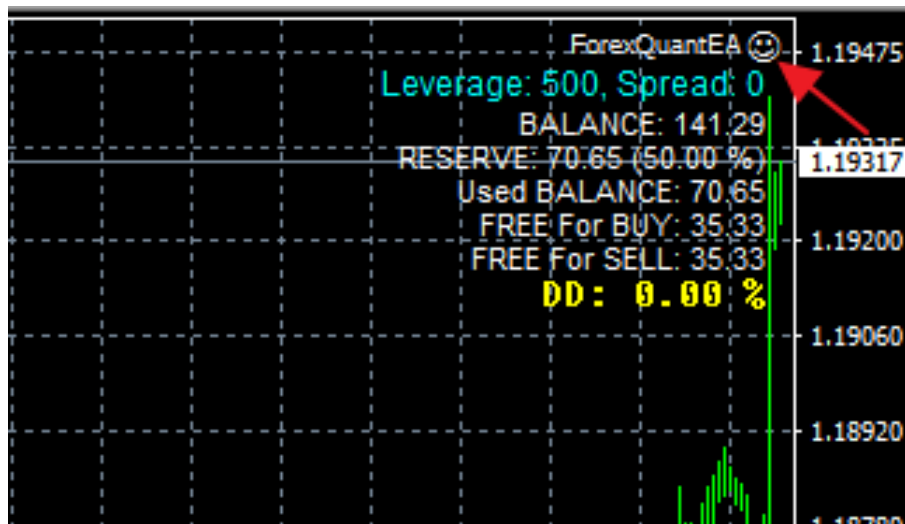 ForexQuantEA
1.19475
Leverage: 500, Spread: 0
BALANCE: 141.29
RESERVE: 70.65 (50.00 %)
1.19317
Used BALANCE: 70.65
FREE For BUY: 35.33
1.19200
FREE For SELL: 35.33
DD: 0.00 %
1.19060
1.18920